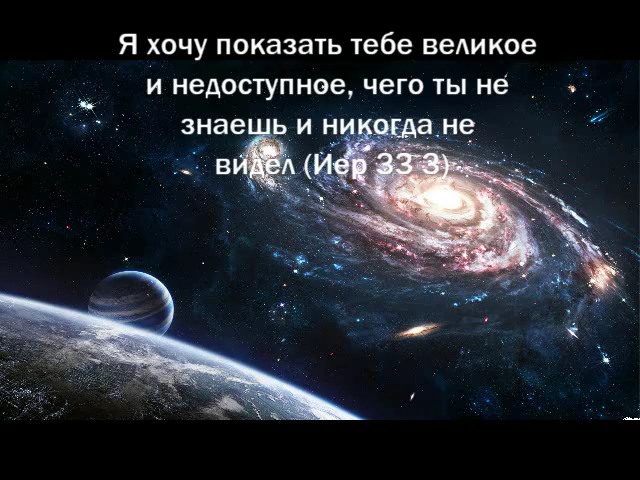 Я хочу показать тебе великое
и недоступное, чего ты не
знаешь и никогда не
видел (Иер 33 3)